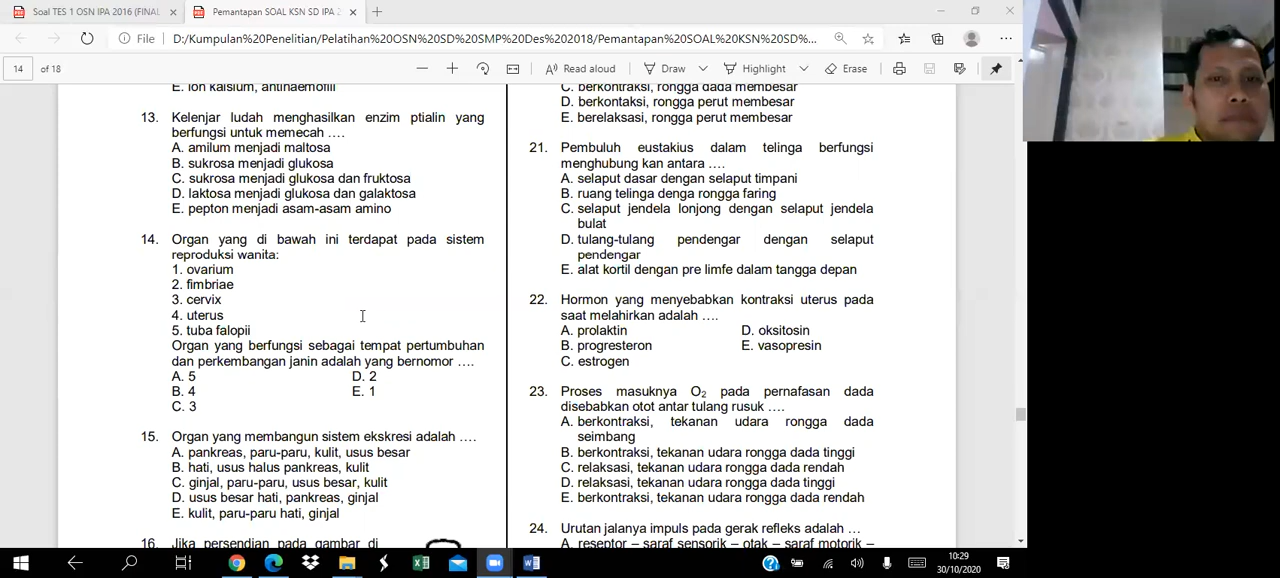 Soal TES 1 OSN IPA 2016 (FINAL
Pemantapan SOAL KSN SD IPA 2
File
D:/Kumpulan%20Penelitian/Pelatihan%20OSN%20SD%20SMP%20Des%202018/Pemantapan%20SOAL%20KSN%20SD%...
14 of 18
Read aloud
Draw
Highlight
Erase
E. ion kalsium, antihaemofili
13. Kelenjar ludah menghasilkan enzim ptialin yang
berfungsi untuk memecah ….
A. amilum menjadi maltosa
B. sukrosa menjadi glukosa
C. sukrosa menjadi glukosa dan fruktosa
D. laktosa menjadi glukosa dan galaktosa
E. pepton menjadi asam-asam amino
14. Organ yang di bawah ini terdapat pada sistem
reproduksi wanita:
1. ovarium
2. fimbriae
3. cervix
4. uterus
5. tuba falopii
Organ yang berfungsi sebagai tempat pertumbuhan
dan perkembangan janin adalah yang bernomor ….
A. 5 D. 2
B. 4 E. 1
C. 3
15. Organ yang membangun sistem ekskresi adalah ….
A. pankreas, paru-paru, kulit, usus besar
B. hati, usus halus pankreas, kulit
C. ginjal, paru-paru, usus besar, kulit
D. usus besar hati, pankreas, ginjal
E. kulit, paru-paru hati, ginjal
16. Jika persendian pada gambar di
C. berkontraksi, rongga dada membesar
D. berkontaksi, rongga perut membesar
E. berelaksasi, rongga perut membesar
21. Pembuluh eustakius dalam telinga berfungsi
menghubung kan antara ….
A. selaput dasar dengan selaput timpani
B. ruang telinga denga rongga faring
C. selaput jendela lonjong dengan selaput jendela
bulat
D. tulang-tulang pendengar dengan selaput
pendengar
E. alat kortil dengan pre limfe dalam tangga depan
22. Hormon yang menyebabkan kontraksi uterus pada
saat melahirkan adalah ….
A. prolaktin D. oksitosin
B. progresteron E. vasopresin
C. estrogen
23. Proses masuknya O₂ pada pernafasan dada
disebabkan otot antar tulang rusuk ….
A. berkontraksi, tekanan udara rongga dada
seimbang
B. berkontraksi, tekanan udara rongga dada tinggi
C. relaksasi, tekanan udara rongga dada rendah
D. relaksasi, tekanan udara rongga dada tinggi
E. berkontraksi, tekanan udara rongga dada rendah
24. Urutan jalanya impuls pada gerak refleks adalah …
A. reseptor – saraf sensorik – otak – saraf motorik –
10:29
30/10/2020